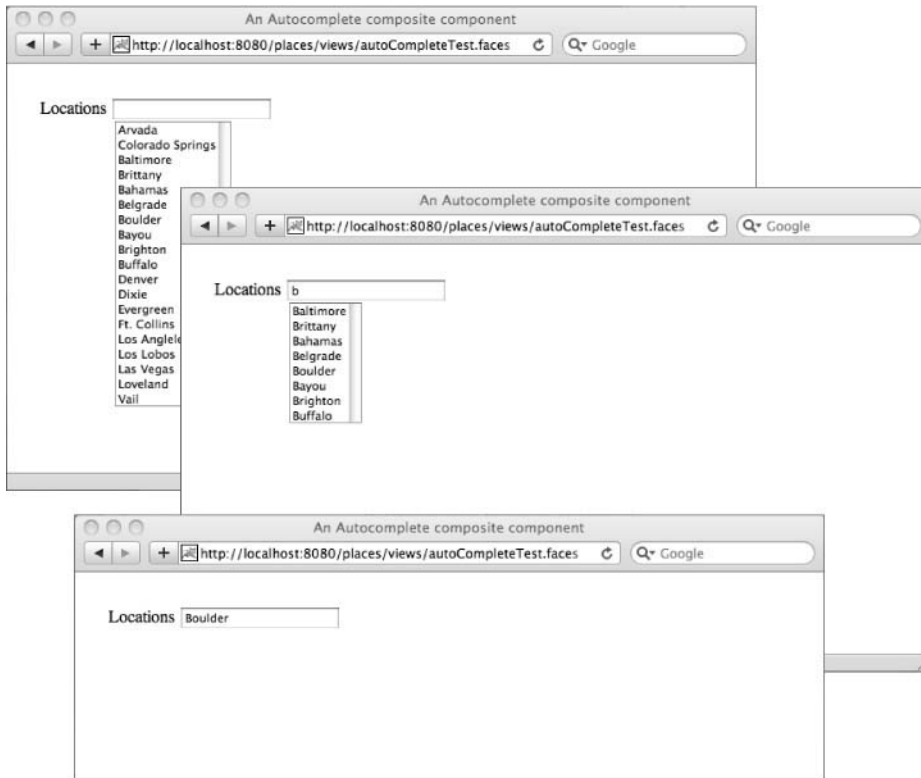 An Autocomplete composite component
http://localhost:8080/places/views/autoCompleteTest.faces
Google
Locations
Arvada
Colorado Springs
Baltimore
Brittany
Bahamas
Belgrade
Boulder
Bayou
Brighton
Buffalo
Denver
Dixie
Evergreen
Ft. Collins
Los Angele
Los Lobos
Las Vegas
Loveland
Vail
An Autocomplete composite component
http://localhost:8080/places/views/autoCompleteTest.faces
Google
Locations b
Baltimore
Brittany
Bahamas
Belgrade
Boulder
Bayou
Brighton
Buffalo
An Autocomplete composite component
http://localhost:8080/places/views/autoCompleteTest.faces
Google
Locations Boulder